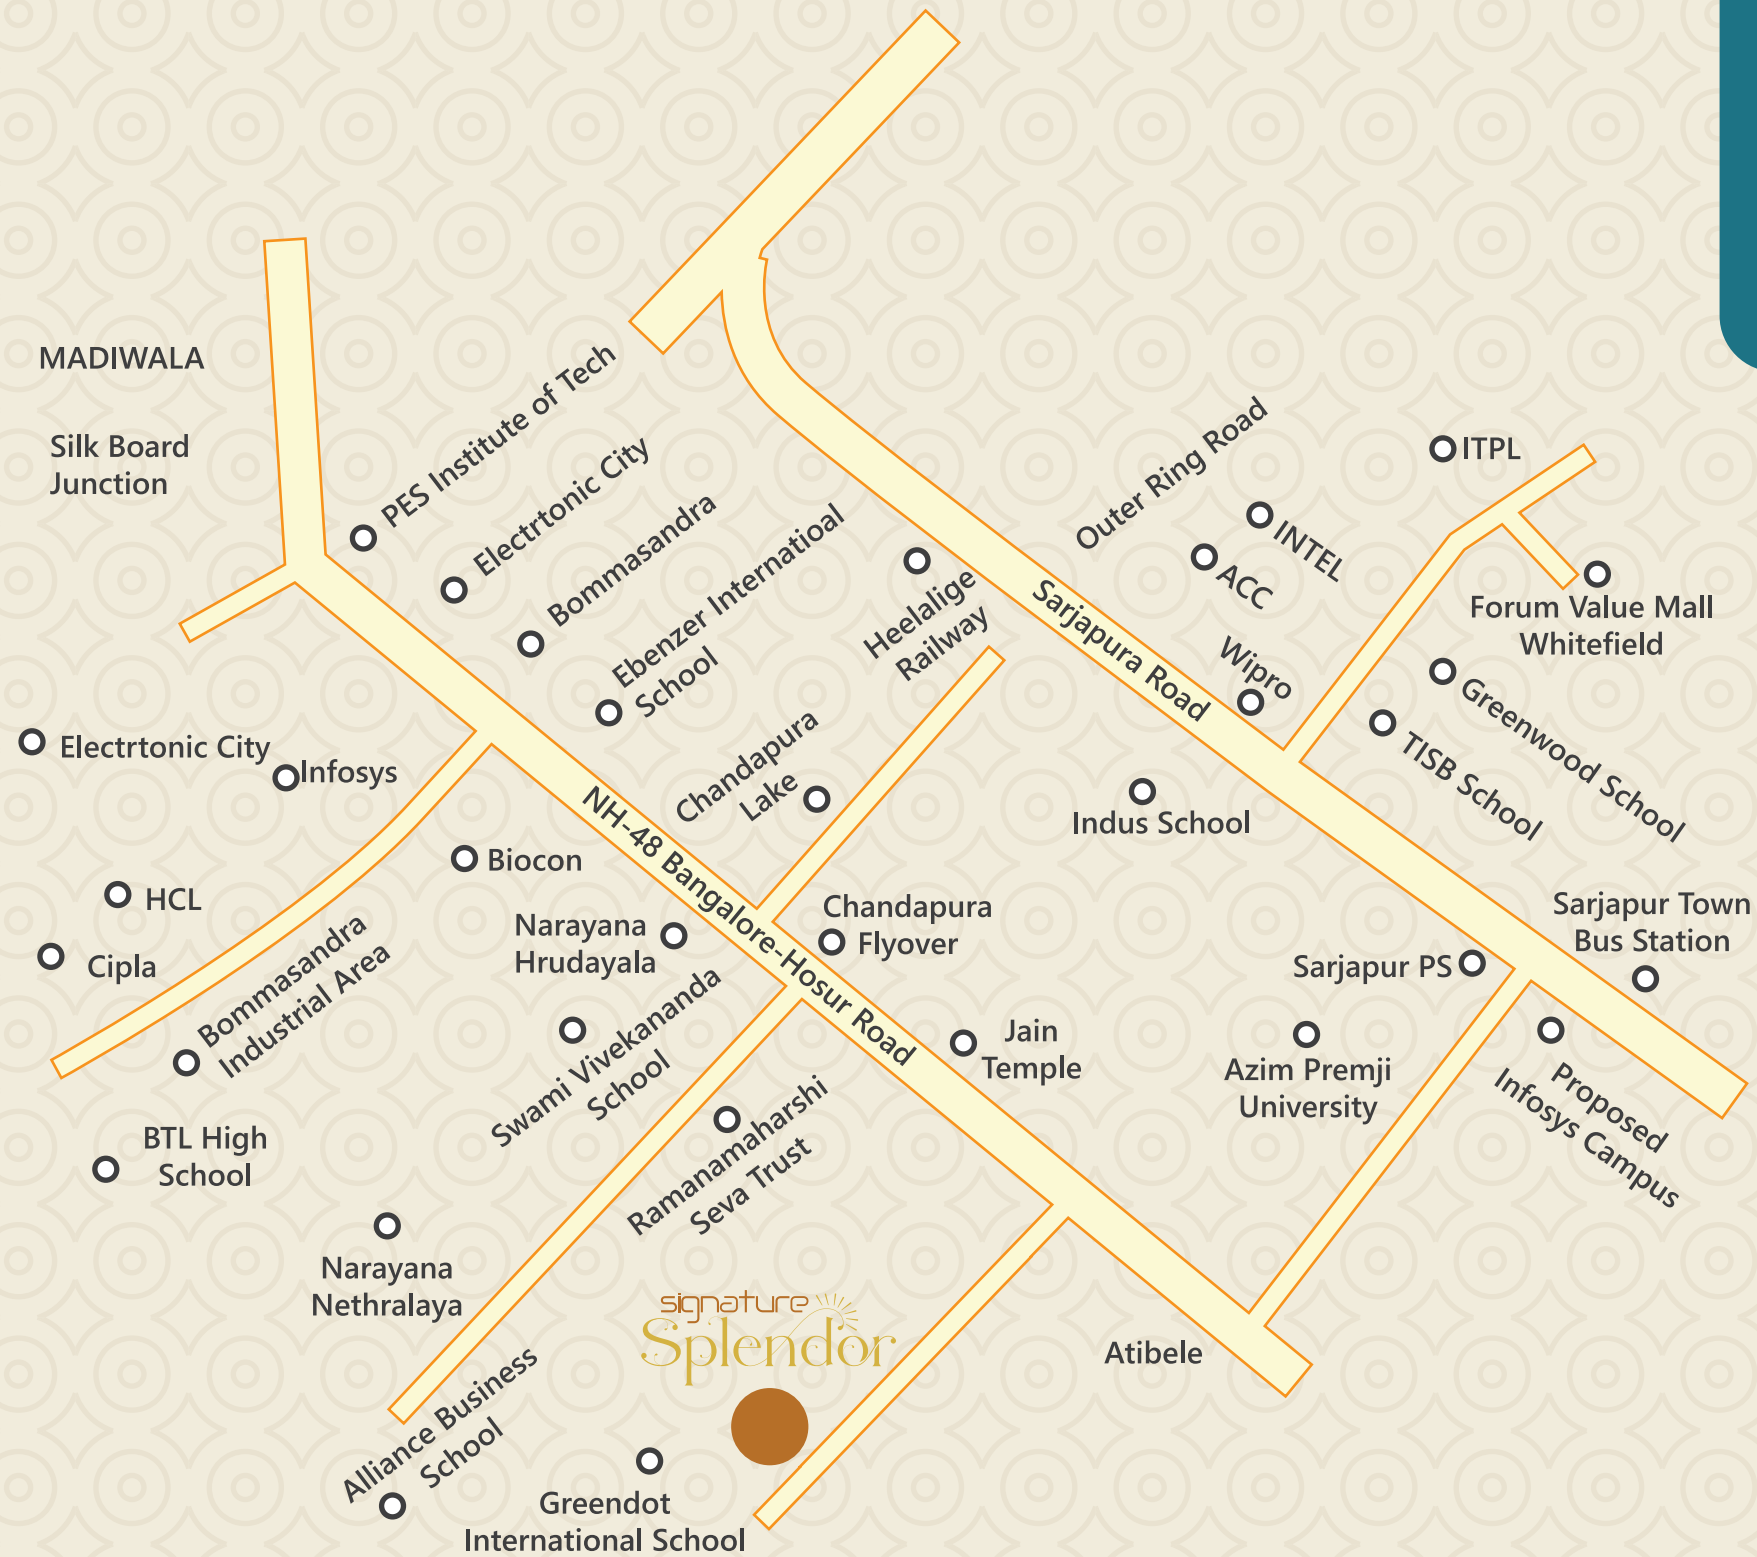 MADIWALA
Silk Board
Junction
PES Institute of Tech
Electrtonic City
Bommasandra
Ebenzer Internatioal
School
Heelalige
Railway
Outer Ring Road
ITPL
INTEL
ACC
Wipro
Sarjapura Road
Forum Value Mall
Whitefield
Greenwood School
TISB School
Electrtonic City
Infosys
Chandapura
Lake
Indus School
NH-48 Bangalore-Hosur Road
Biocon
HCL
Cipla
Bommasandra
Industrial Area
Narayana
Hrudayala
Chandapura
Flyover
Sarjapur Town
Bus Station
Sarjapur PS
Swami Vivekananda
School
Jain
Temple
Azim Premji
University
Proposed
Infosys Campus
BTL High
School
Ramanamaharshi
Seva Trust
Narayana
Nethralaya
signature
Splendor
Atibele
Alliance Business
School
Greendot
International School